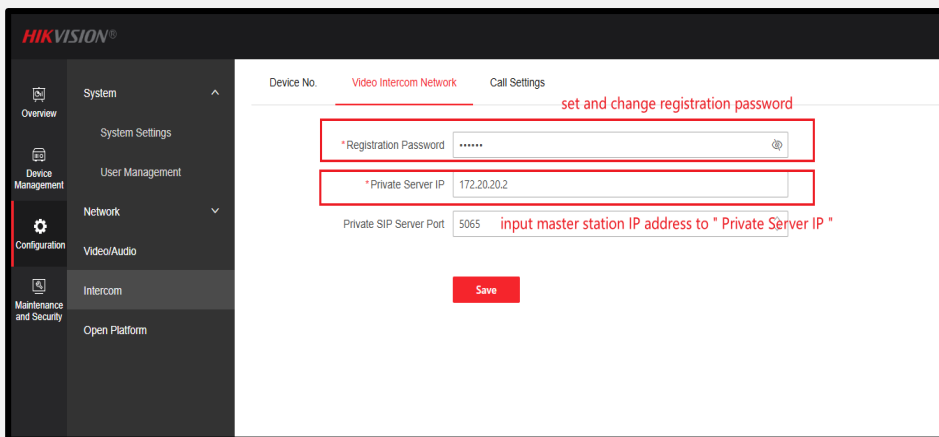 HIKVISION®
Overview
Device
Management
Configuration
Maintenance
and Security
System
System Settings
User Management
Network
Video/Audio
Intercom
Open Platform
Device No.
Video Intercom Network
Call Settings
set and change registration password
*Registration Password ••••••
*Private Server IP 172.20.20.2
Private SIP Server Port 5065
input master station IP address to " Private Server IP "
Save